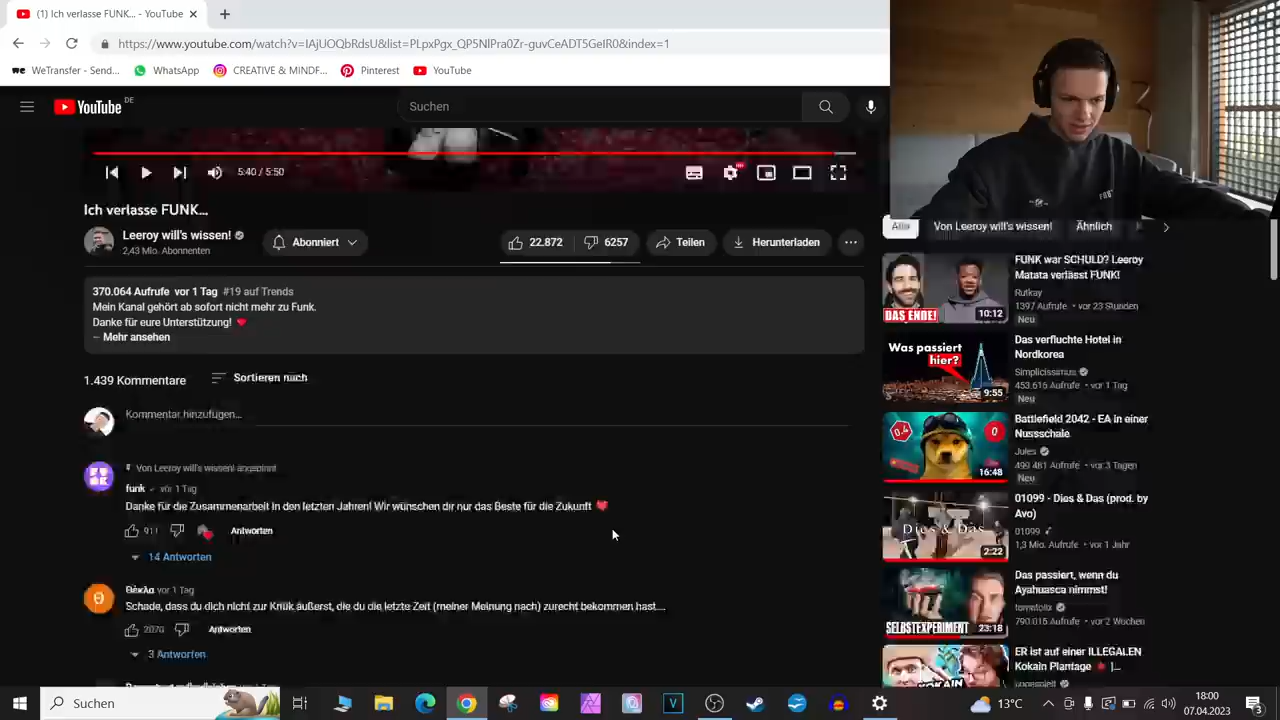 (1) Ich verlasse FUNK... - YouTube
https://www.youtube.com/watch?v=IAjUOQbRdsU&list=PLpxPgx_QP5NIPra0Zr-guvCeADT5GeIR0&index=1
WeTransfer - Send...
WhatsApp
CREATIVE & MINDF...
Pinterest
YouTube
YouTube DE
Suchen
5:40 / 5:50
Ich verlasse FUNK...
Leeroy will's wissen!
2,43 Mio. Abonnenten
Abonniert
22.872
6257
Teilen
Herunterladen
370.064 Aufrufe vor 1 Tag #19 auf Trends
Mein Kanal gehört ab sofort nicht mehr zu Funk.
Danke für eure Unterstützung!
Mehr ansehen
1.439 Kommentare
Sortieren nach
Kommentar hinzufügen...
Von Leeroy will's wissen! angepinnt
funk vor 1 Tag
Danke für die Zusammenarbeit in den letzten Jahren! Wir wünschen dir nur das Beste für die Zukunft
911
Antworten
14 Antworten
vor 1 Tag
Schade, dass du dich nicht zur Kritik äußerst, die du die letzte Zeit (meiner Meinung nach) zurecht bekommen hast....
Antworten
3 Antworten
Alle
Von Leeroy will's wissen!
Ähnlich
DAS ENDE!
10:12
FUNK war SCHULD? Leeroy
Matata verlässt FUNK!
Rutkay
1397 Aufrufe • vor 23 Stunden
Neu
Was passiert
hier?
9:55
Das verfluchte Hotel in
Nordkorea
Simplicissimus
453.616 Aufrufe • vor 1 Tag
Neu
0.4
0
16:48
Battlefield 2042 - EA in einer
Nussschale
Jules
499.481 Aufrufe • vor 3 Tagen
Neu
Dies & Das
2:22
01099 - Dies & Das (prod. by
Avo)
01099
1,3 Mio. Aufrufe • vor 1 Jahr
SELBSTEXPERIMENT
23:18
Das passiert, wenn du
Ayahuasca nimmst!
tomatolix
790.015 Aufrufe • vor 2 Wochen
ER ist auf einer ILLEGALEN
Kokain Plantage
Suchen
13°C
18:00
07.04.2023
3